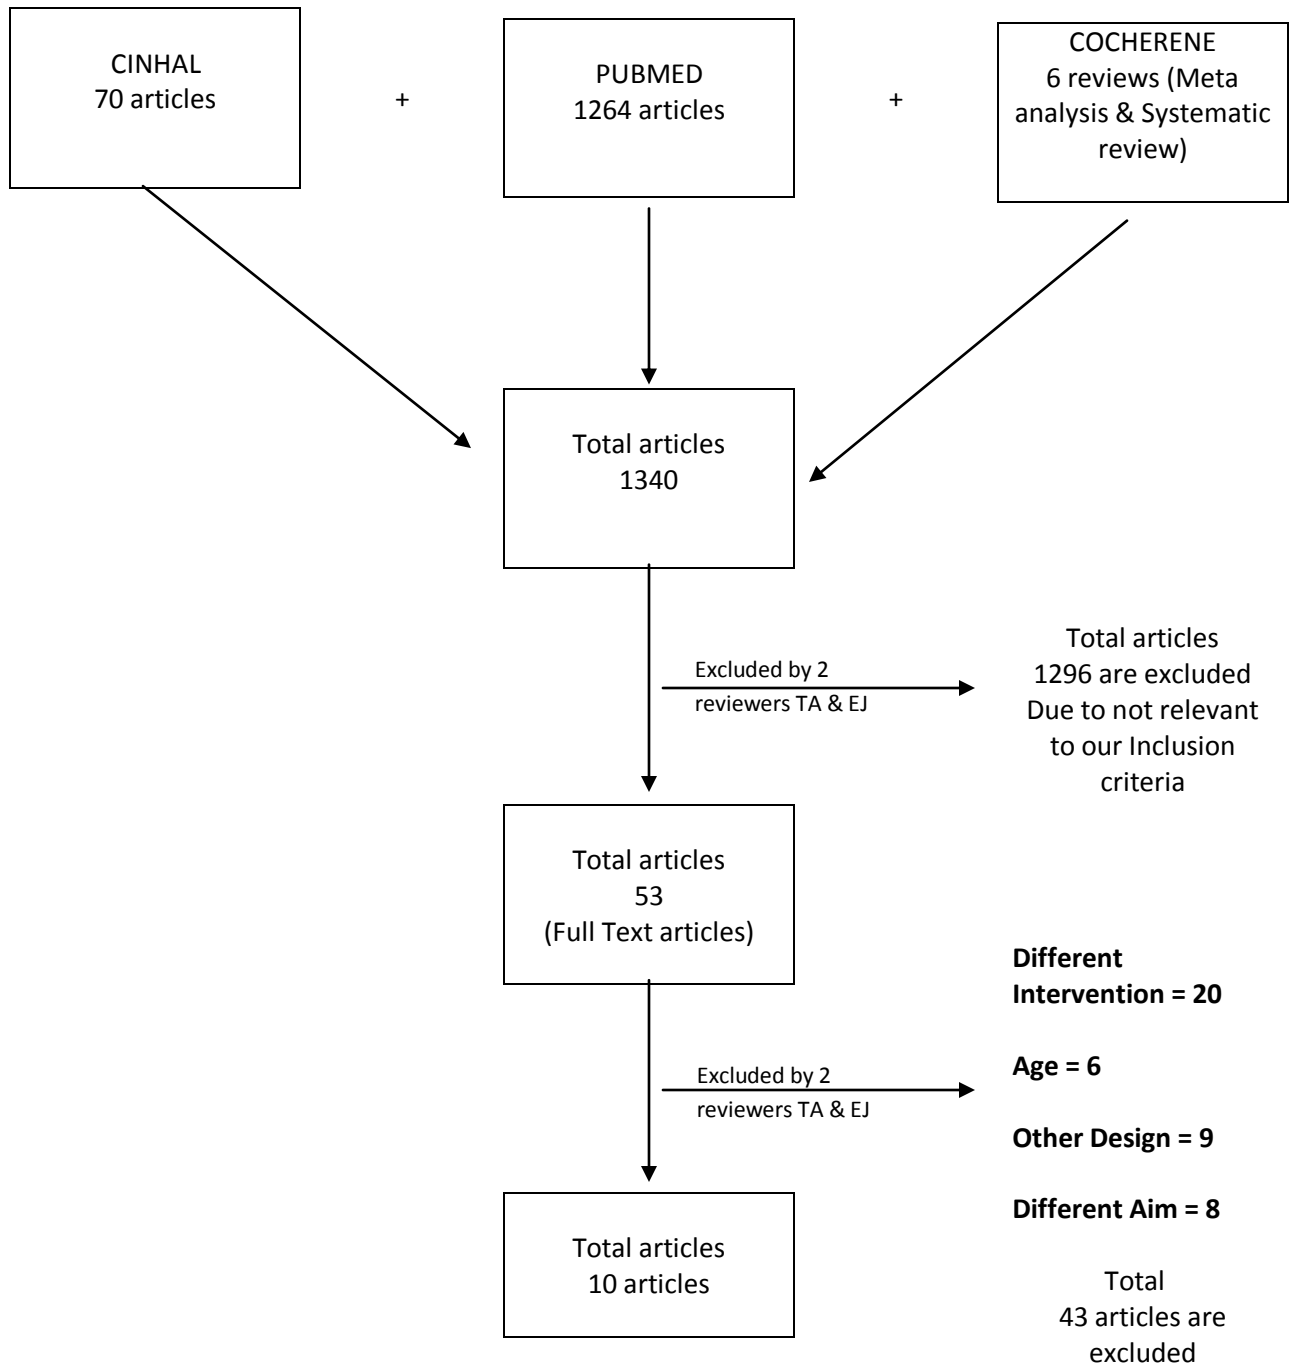 CINHAL
70 articles
+
PUBMED
1264 articles
+
COCHERENE
6 reviews (Meta
analysis & Systematic
review)
Total articles
1340
Excluded by 2
reviewers TA & EJ
Total articles
1296 are excluded
Due to not relevant
to our Inclusion
criteria
Total articles
53
(Full Text articles)
Excluded by 2
reviewers TA & EJ
Different
Intervention = 20
Age = 6
Other Design = 9
Different Aim = 8
Total
43 articles are
excluded
Total articles
10 articles